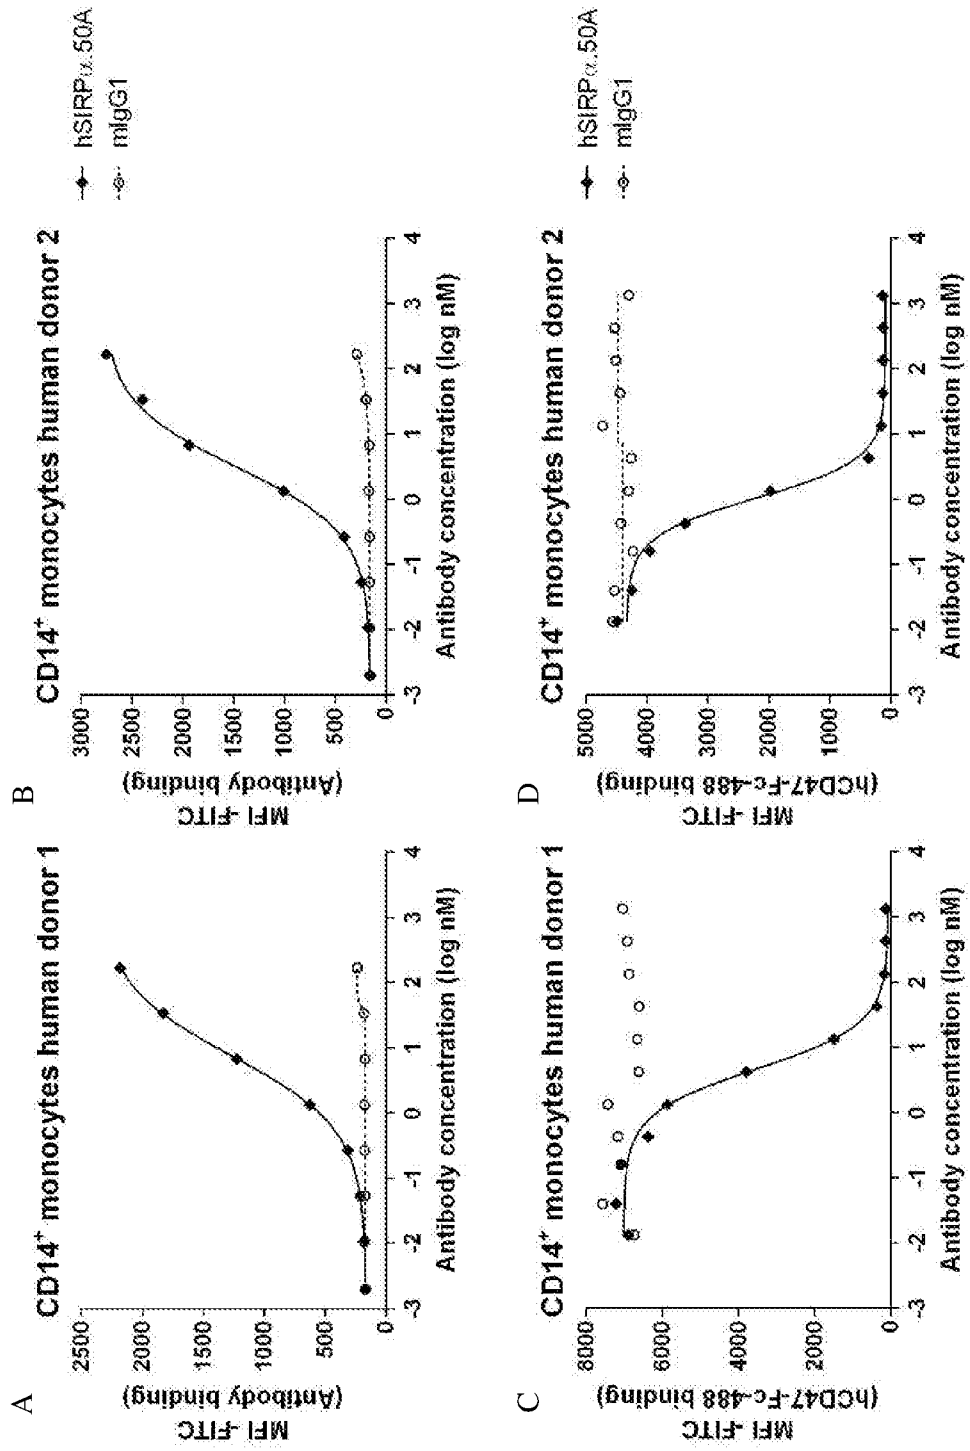 A
CD14⁺ monocytes human donor 1
MFI -FITC
(Antibody binding)
2500
2000
1500
1000
500
0
-3 -2 -1 0 1 2 3 4
Antibody concentration (log nM)
B
CD14⁺ monocytes human donor 2
MFI -FITC
(Antibody binding)
3000
2500
2000
1500
1000
500
0
-3 -2 -1 0 1 2 3 4
Antibody concentration (log nM)
hSIRPα.50A
mIgG1
C
CD14⁺ monocytes human donor 1
MFI -FITC
(hCD47-Fc-488 binding)
8000
6000
4000
2000
0
-3 -2 -1 0 1 2 3 4
Antibody concentration (log nM)
D
CD14⁺ monocytes human donor 2
MFI -FITC
(hCD47-Fc-488 binding)
5000
4000
3000
2000
1000
0
-3 -2 -1 0 1 2 3 4
Antibody concentration (log nM)
hSIRPα.50A
mIgG1